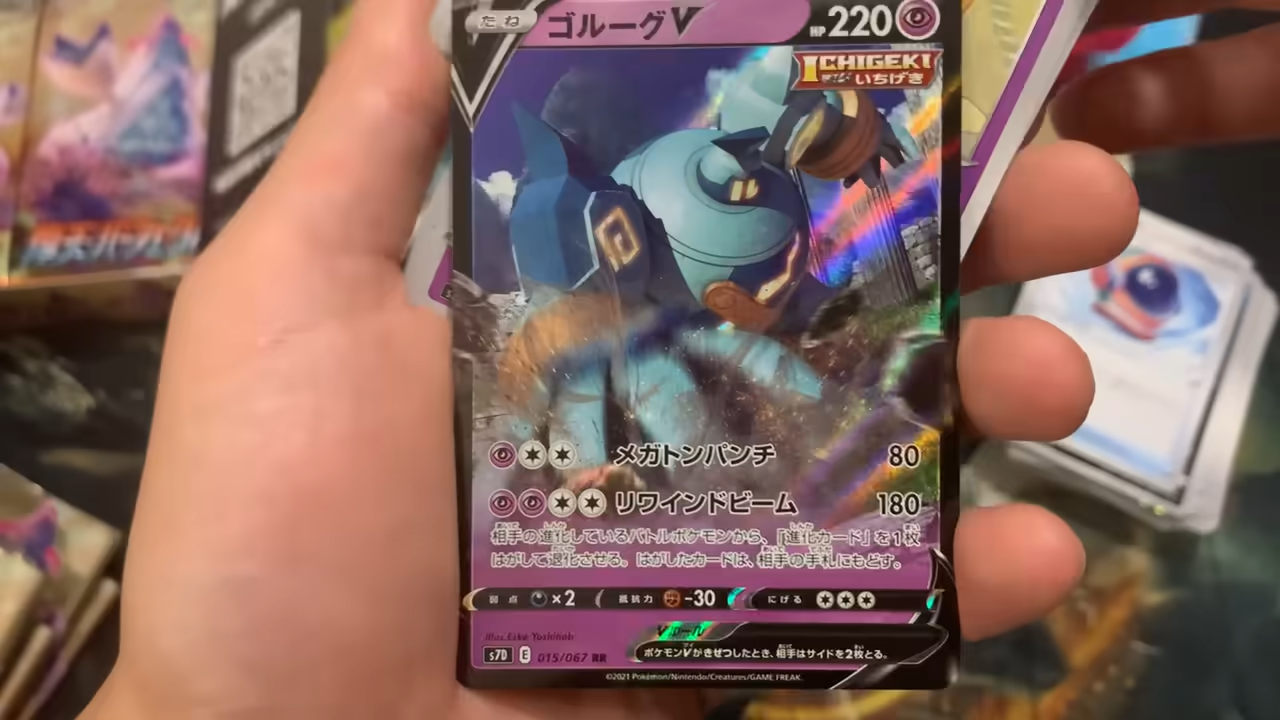 たね ゴルーグV HP 220
ICHIGEKI
いちげき
メガトンパンチ 80
リワインドビーム 180
相手の進化しているバトルポケモンから、「進化カード」を1枚
はがして退化させる。はがしたカードは、相手の手札にもどす。
弱点 ×2 抵抗力 -30 にげる
Illus. Eske Yoshinob
Vルール
s7D E 015/067 RR
ポケモンVがきぜつしたとき、相手はサイドを2枚とる。
©2021 Pokémon/Nintendo/Creatures/GAME FREAK.